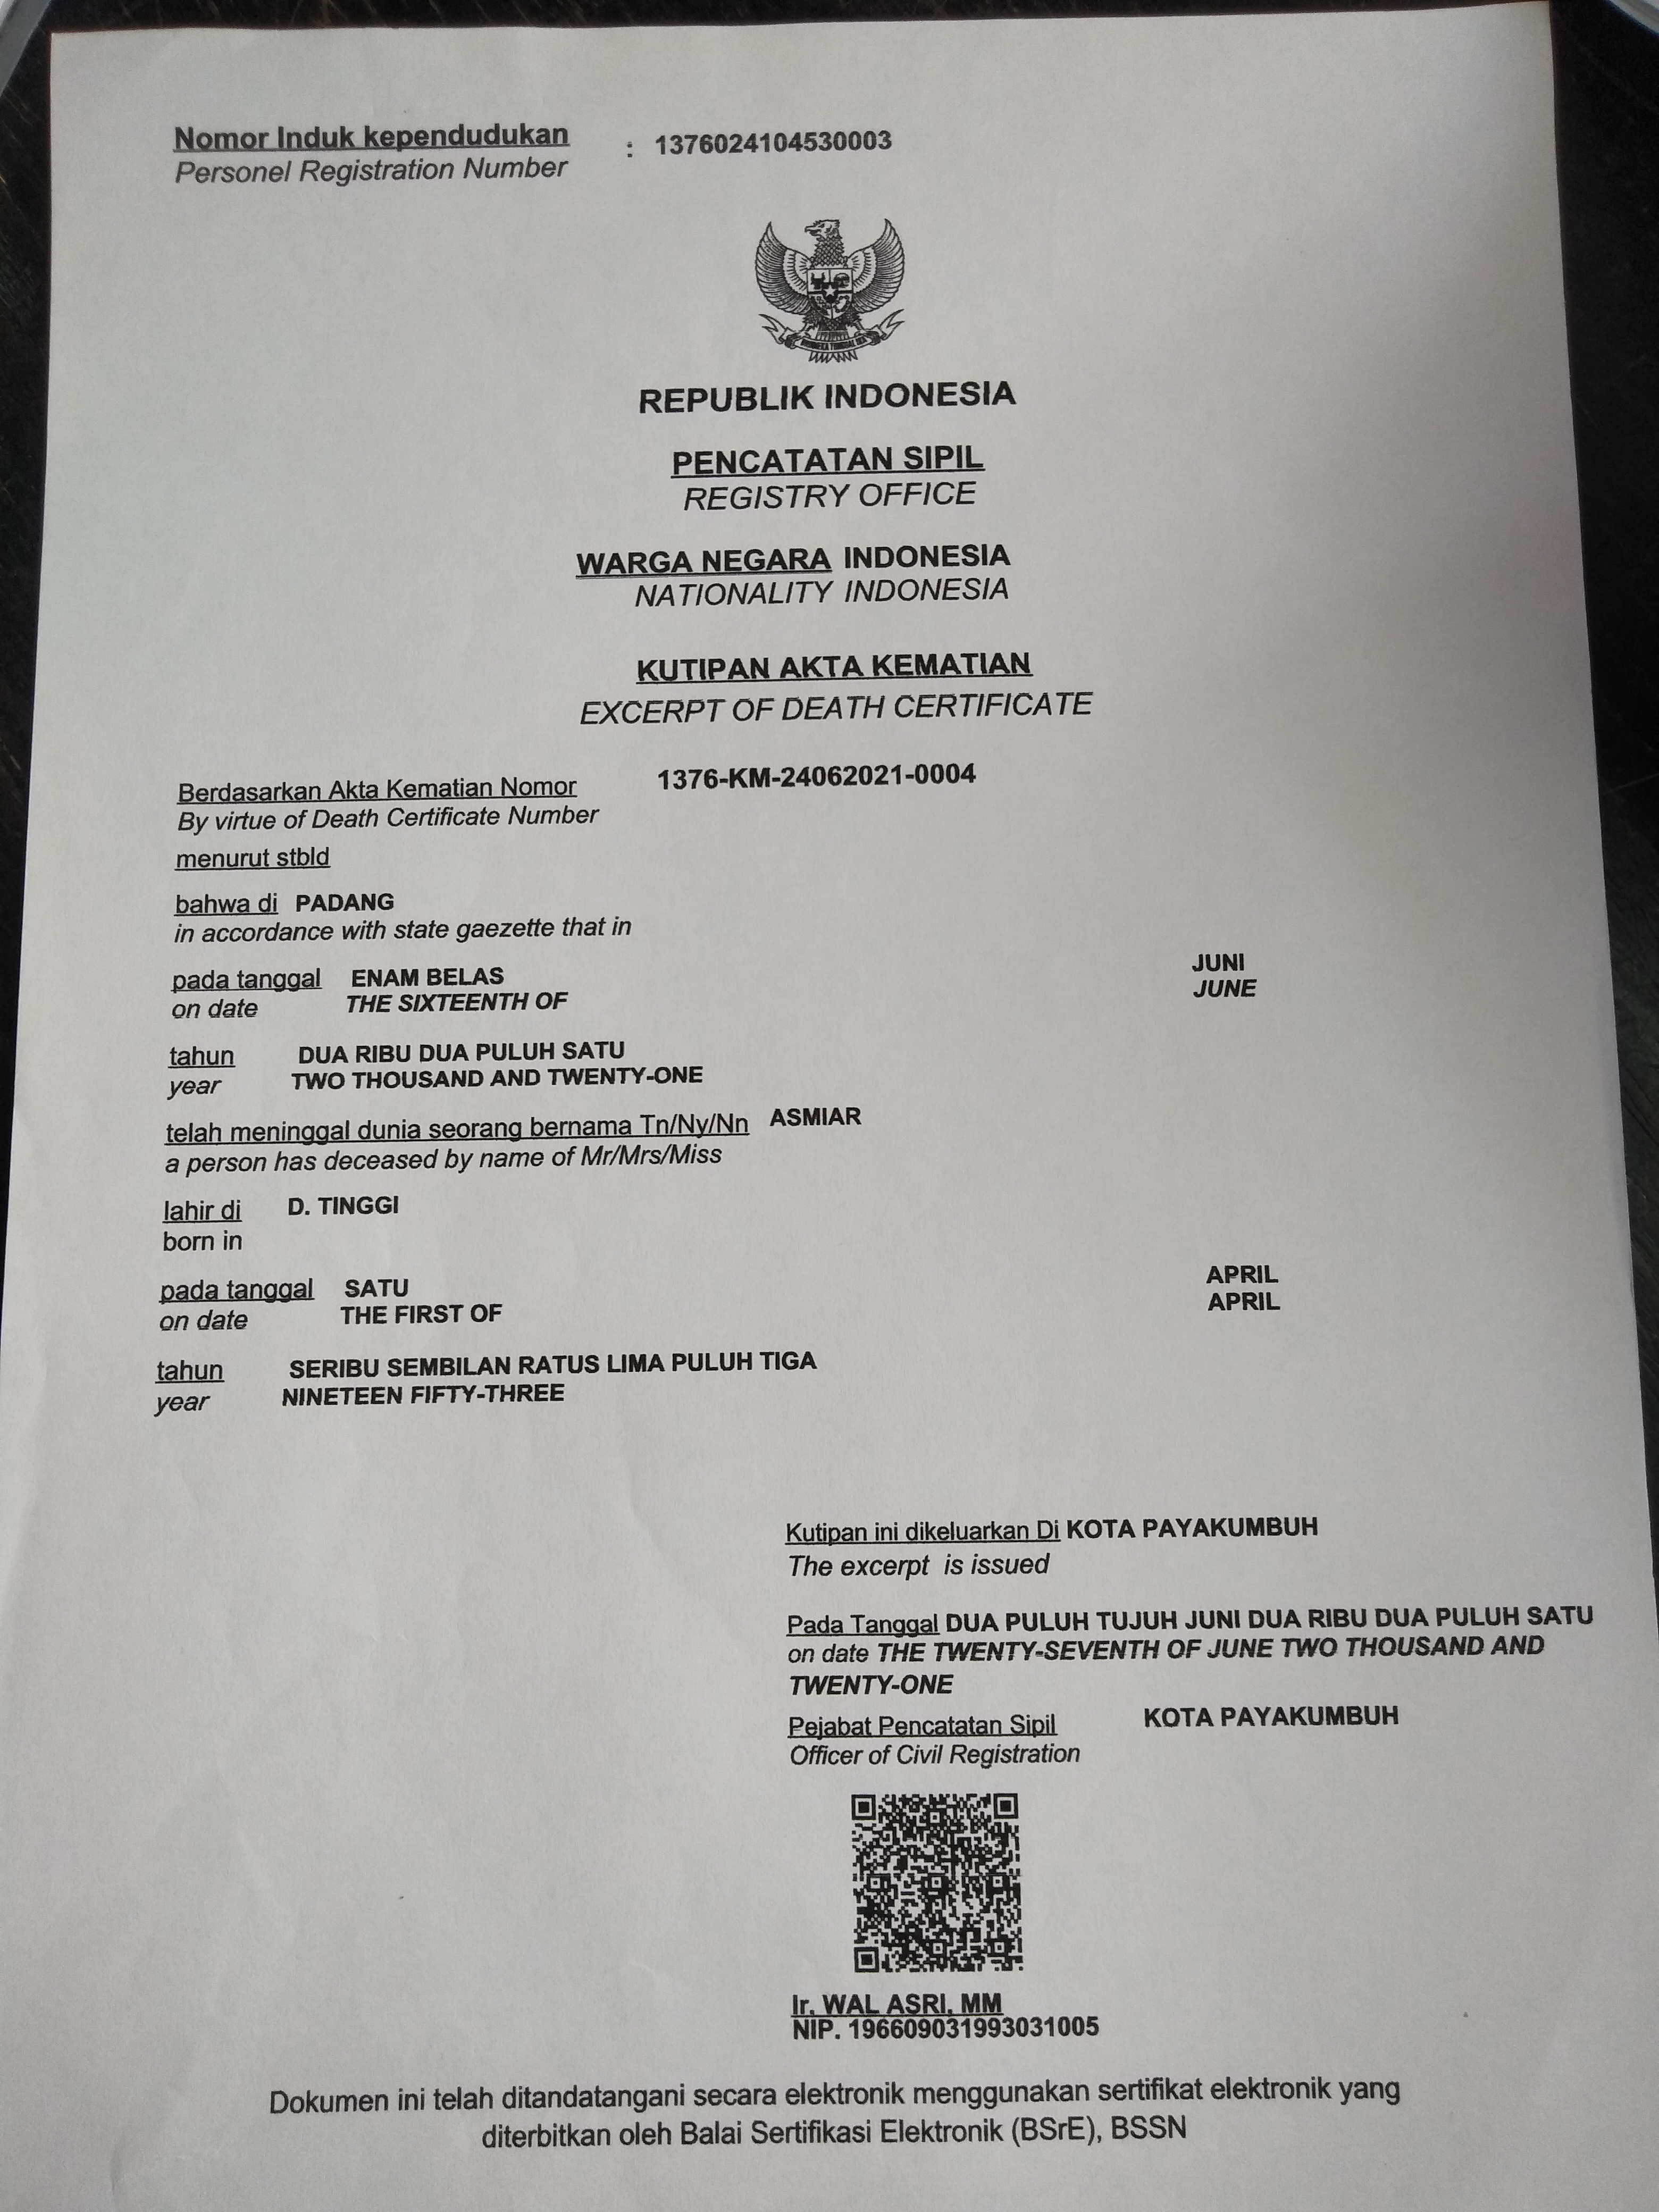 Nomor Induk kependudukan : 1376024104530003
Personel Registration Number
REPUBLIK INDONESIA
PENCATATAN SIPIL
REGISTRY OFFICE
WARGA NEGARA INDONESIA
NATIONALITY INDONESIA
KUTIPAN AKTA KEMATIAN
EXCERPT OF DEATH CERTIFICATE
Berdasarkan Akta Kematian Nomor 1376-KM-24062021-0004
By virtue of Death Certificate Number
menurut stbld
bahwa di PADANG
in accordance with state gaezette that in
pada tanggal ENAM BELAS JUNI
on date THE SIXTEENTH OF JUNE
tahun DUA RIBU DUA PULUH SATU
year TWO THOUSAND AND TWENTY-ONE
telah meninggal dunia seorang bernama Tn/Ny/Nn ASMIAR
a person has deceased by name of Mr/Mrs/Miss
lahir di D. TINGGI
born in
pada tanggal SATU APRIL
on date THE FIRST OF APRIL
tahun SERIBU SEMBILAN RATUS LIMA PULUH TIGA
year NINETEEN FIFTY-THREE
Kutipan ini dikeluarkan Di KOTA PAYAKUMBUH
The excerpt is issued
Pada Tanggal DUA PULUH TUJUH JUNI DUA RIBU DUA PULUH SATU
on date THE TWENTY-SEVENTH OF JUNE TWO THOUSAND AND
TWENTY-ONE
Pejabat Pencatatan Sipil KOTA PAYAKUMBUH
Officer of Civil Registration
Ir. WAL ASRI, MM
NIP. 196609031993031005
Dokumen ini telah ditandatangani secara elektronik menggunakan sertifikat elektronik yang
diterbitkan oleh Balai Sertifikasi Elektronik (BSrE), BSSN